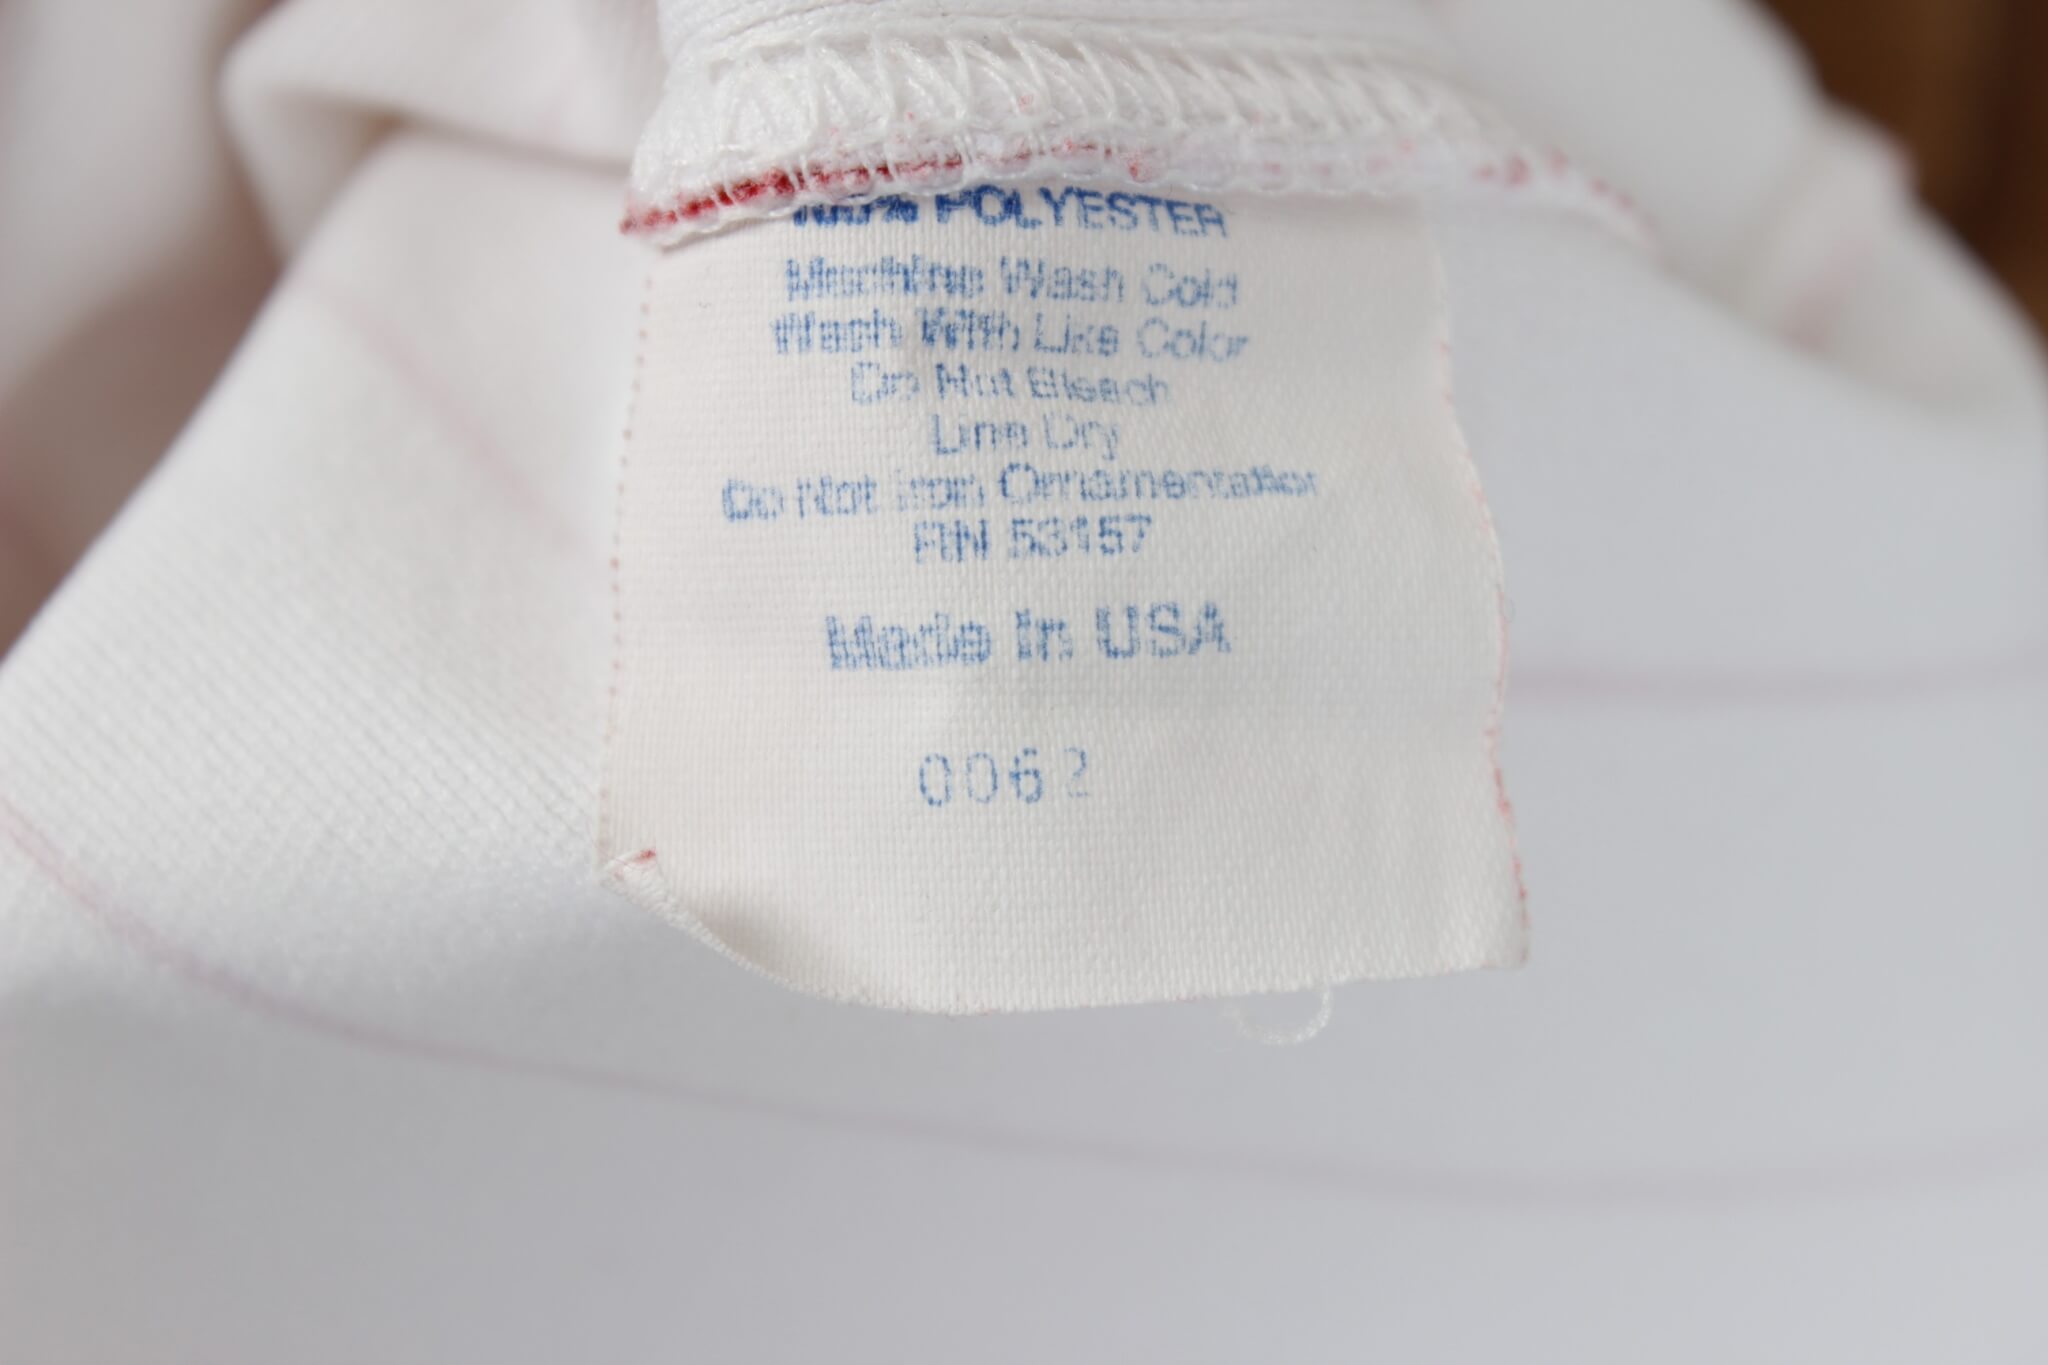 100% POLYESTER
Machine Wash Cold
Wash With Like Color
Do Not Bleach
Line Dry
Do Not Iron Ornamentation
RN 53157
Made In USA
0062